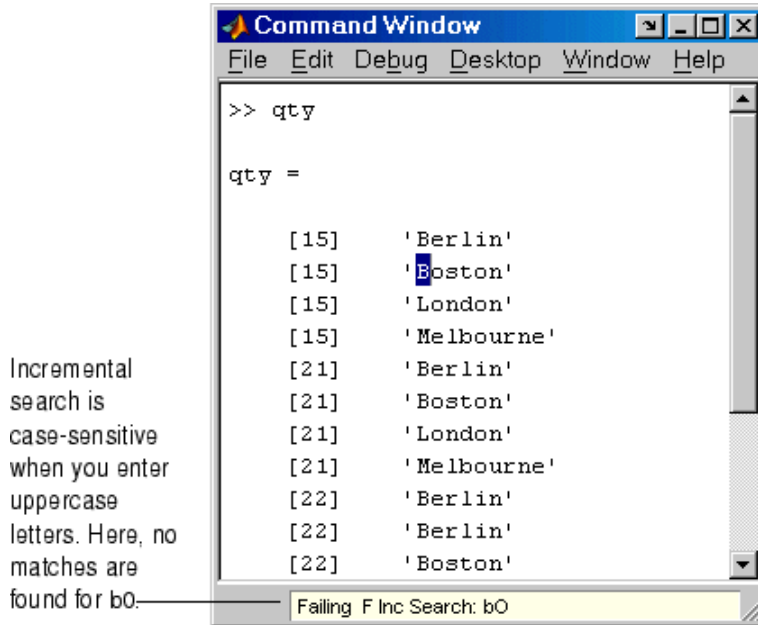 Command Window
File Edit Debug Desktop Window Help
>> qty
qty =
[15] 'Berlin'
[15] 'Boston'
[15] 'London'
[15] 'Melbourne'
[21] 'Berlin'
[21] 'Boston'
[21] 'London'
[21] 'Melbourne'
[22] 'Berlin'
[22] 'Berlin'
[22] 'Boston'
Failing F Inc Search: bO
Incremental
search is
case-sensitive
when you enter
uppercase
letters. Here, no
matches are
found for bO.